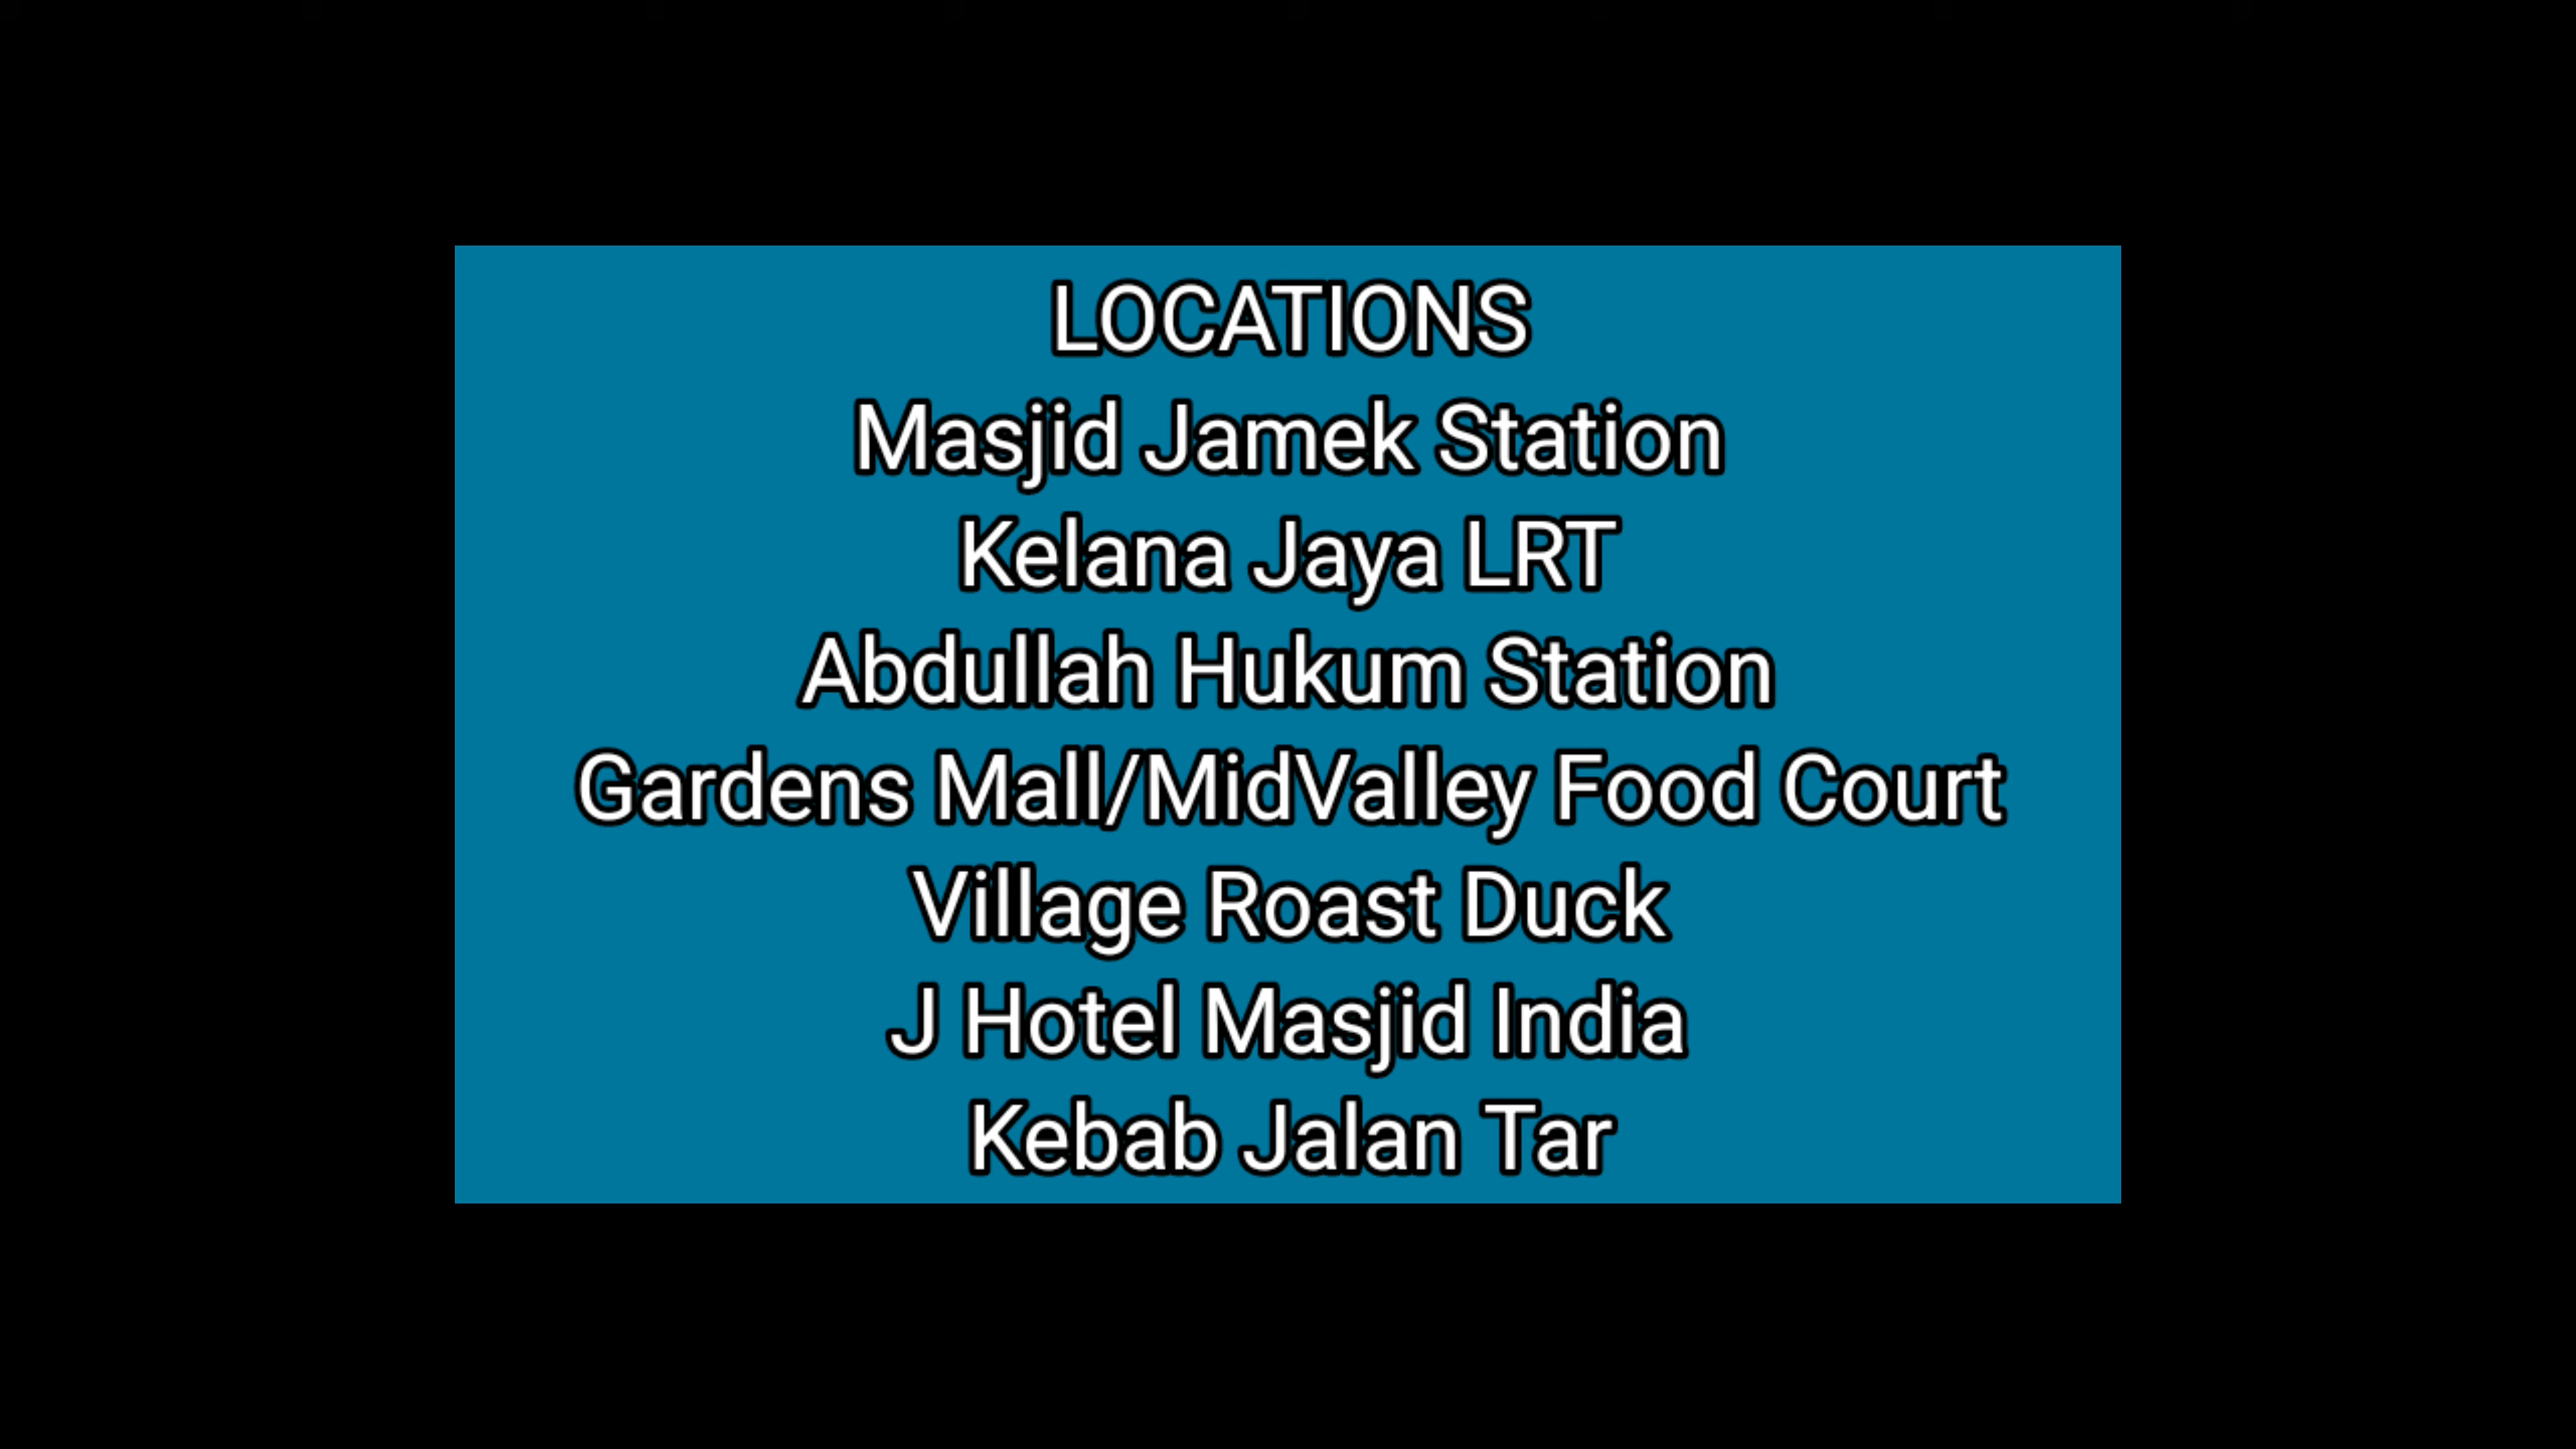 LOCATIONS
Masjid Jamek Station
Kelana Jaya LRT
Abdullah Hukum Station
Gardens Mall/MidValley Food Court
Village Roast Duck
J Hotel Masjid India
Kebab Jalan Tar